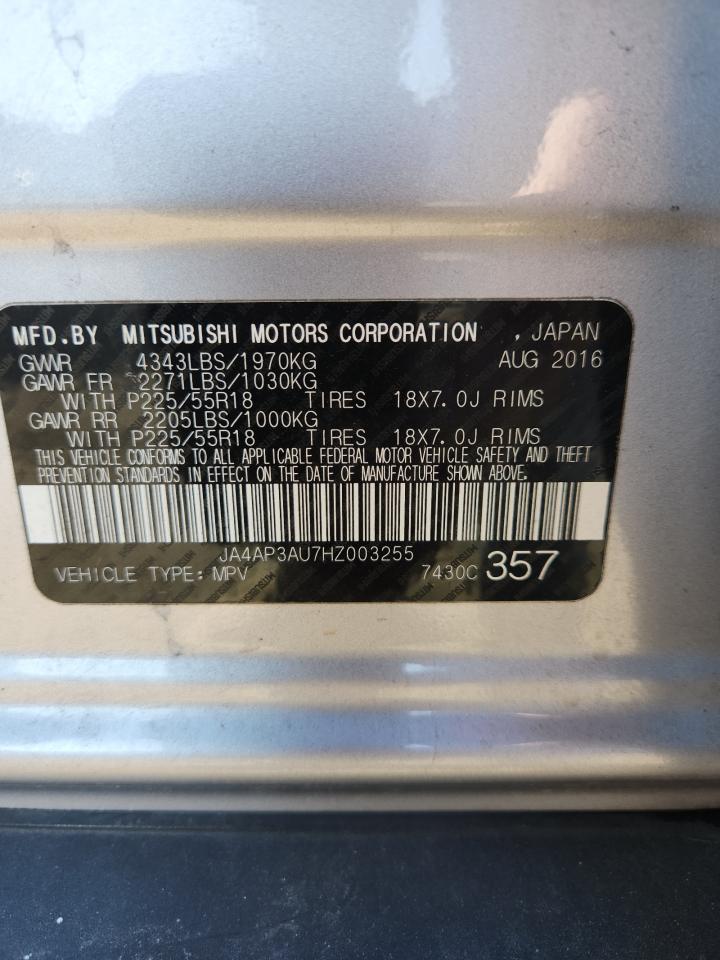 MFD.BY MITSUBISHI MOTORS CORPORATION , JAPAN
GVWR 4343LBS/1970KG AUG 2016
GAWR FR 2271LBS/1030KG
WITH P225/55R18 TIRES 18X7.0J RIMS
GAWR RR 2205LBS/1000KG
WITH P225/55R18 TIRES 18X7.0J RIMS
THIS VEHICLE CONFORMS TO ALL APPLICABLE FEDERAL MOTOR VEHICLE SAFETY AND THEFT
PREVENTION STANDARDS IN EFFECT ON THE DATE OF MANUFACTURE SHOWN ABOVE.
JA4AP3AU7HZ003255
VEHICLE TYPE:MPV 7430C 357